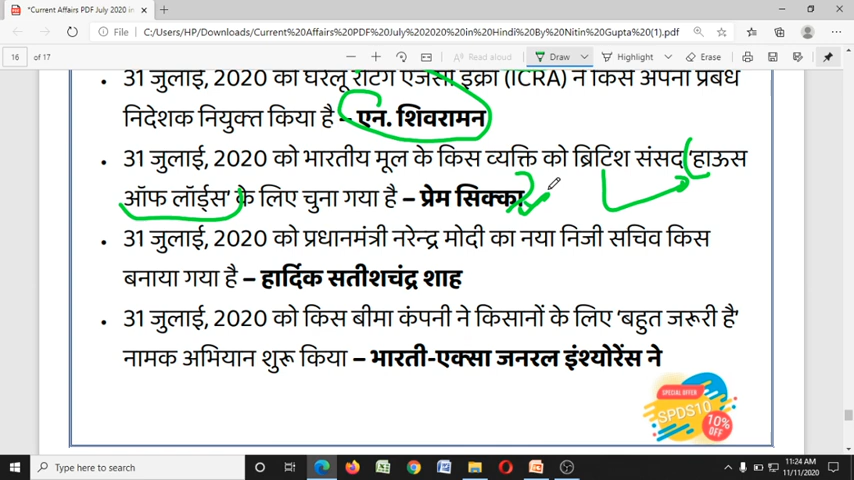 *Current Affairs PDF July 2020 in
File
C:/Users/HP/Downloads/Current%20Affairs%20PDF%20July%202020%20in%20Hindi%20By%20Nitin%20Gupta%20(1).pdf
16 of 17
Read aloud
Draw
Highlight
Erase
31 जुलाई, 2020 को घरेलू रेटिंग एजेंसी इक्रा (ICRA) ने किसे अपना प्रबंध
निदेशक नियुक्त किया है – एन. शिवरामन
31 जुलाई, 2020 को भारतीय मूल के किस व्यक्ति को ब्रिटिश संसद ‘हाऊस
ऑफ लॉर्ड्स’ के लिए चुना गया है – प्रेम सिक्का
31 जुलाई, 2020 को प्रधानमंत्री नरेन्द्र मोदी का नया निजी सचिव किस
बनाया गया है – हार्दिक सतीशचंद्र शाह
31 जुलाई, 2020 को किस बीमा कंपनी ने किसानों के लिए ‘बहुत जरूरी है’
नामक अभियान शुरू किया – भारती-एक्सा जनरल इंश्योरेंस ने
SPECIAL OFFER
SPDS10
10% OFF
Type here to search
11:24 AM
11/11/2020